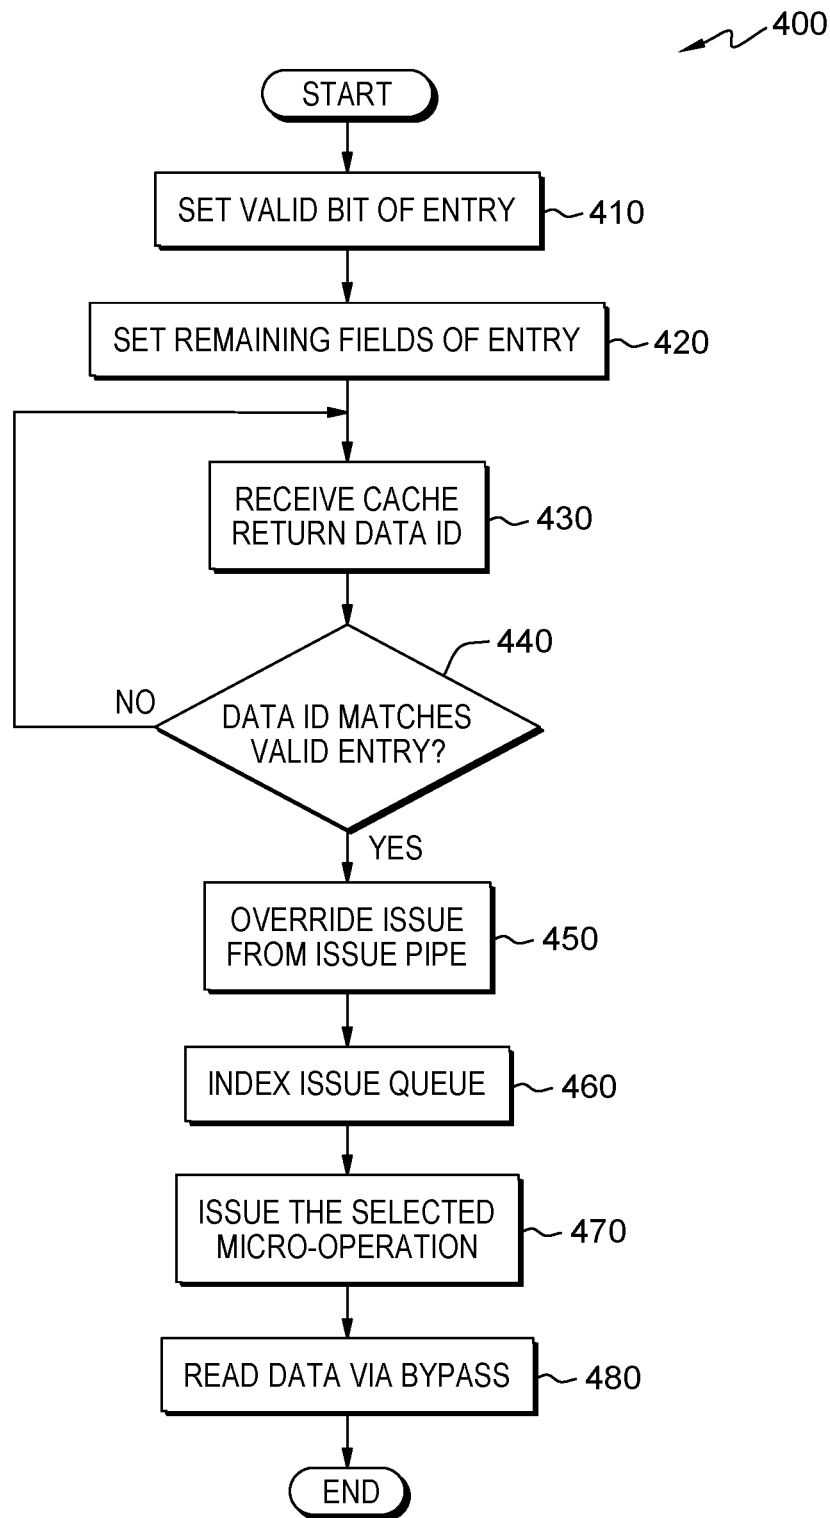 400
START
SET VALID BIT OF ENTRY
410
SET REMAINING FIELDS OF ENTRY
420
RECEIVE CACHE
RETURN DATA ID
430
440
DATA ID MATCHES
VALID ENTRY?
NO
YES
OVERRIDE ISSUE
FROM ISSUE PIPE
450
INDEX ISSUE QUEUE
460
ISSUE THE SELECTED
MICRO-OPERATION
470
READ DATA VIA BYPASS
480
END